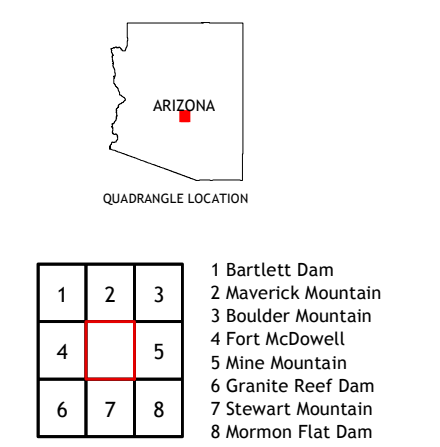 ARIZONA
QUADRANGLE LOCATION
1 2 3
4 5
6 7 8
1 Bartlett Dam
2 Maverick Mountain
3 Boulder Mountain
4 Fort McDowell
5 Mine Mountain
6 Granite Reef Dam
7 Stewart Mountain
8 Mormon Flat Dam